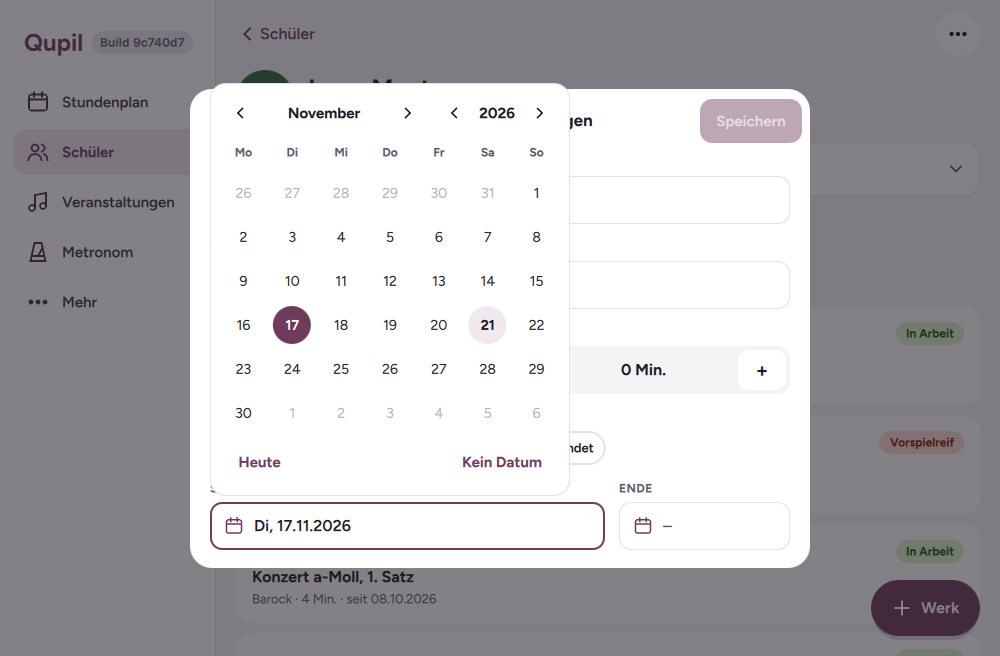 Qupil Build 9c740d7
Stundenplan
Schüler
Veranstaltungen
Metronom
Mehr
Schüler
November 2026
Mo Di Mi Do Fr Sa So
26 27 28 29 30 31 1
2 3 4 5 6 7 8
9 10 11 12 13 14 15
16 17 18 19 20 21 22
23 24 25 26 27 28 29
30 1 2 3 4 5 6
Heute Kein Datum
Speichern
0 Min. +
ENDE
Di, 17.11.2026
–
In Arbeit
Vorspielreif
In Arbeit
Konzert a-Moll, 1. Satz
Barock · 4 Min. · seit 08.10.2026
Werk